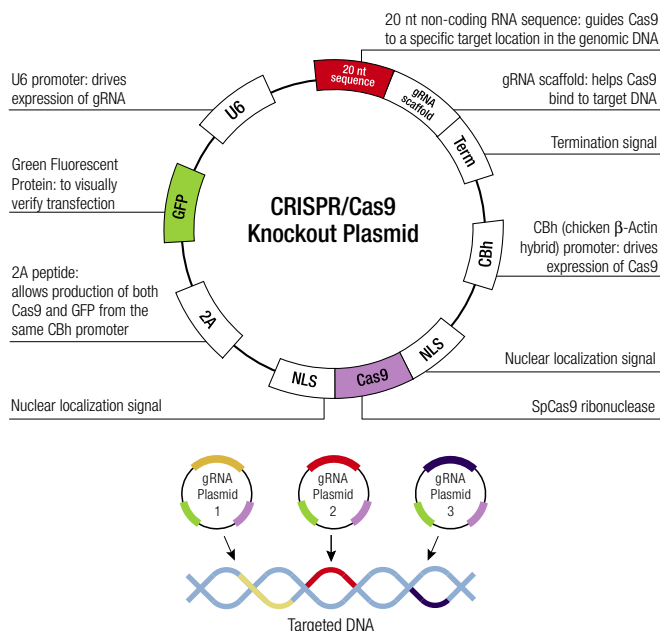 20 nt non-coding RNA sequence: guides Cas9
to a specific target location in the genomic DNA
U6 promoter: drives
expression of gRNA
gRNA scaffold: helps Cas9
bind to target DNA
Termination signal
Green Fluorescent
Protein: to visually
verify transfection
CBh (chicken β-Actin
hybrid) promoter: drives
expression of Cas9
2A peptide:
allows production of both
Cas9 and GFP from the
same CBh promoter
Nuclear localization signal
Nuclear localization signal
SpCas9 ribonuclease
CRISPR/Cas9
Knockout Plasmid
20 nt
sequence
gRNA
scaffold
Term
CBh
NLS
Cas9
NLS
2A
GFP
U6
gRNA
Plasmid
1
gRNA
Plasmid
2
gRNA
Plasmid
3
Targeted DNA